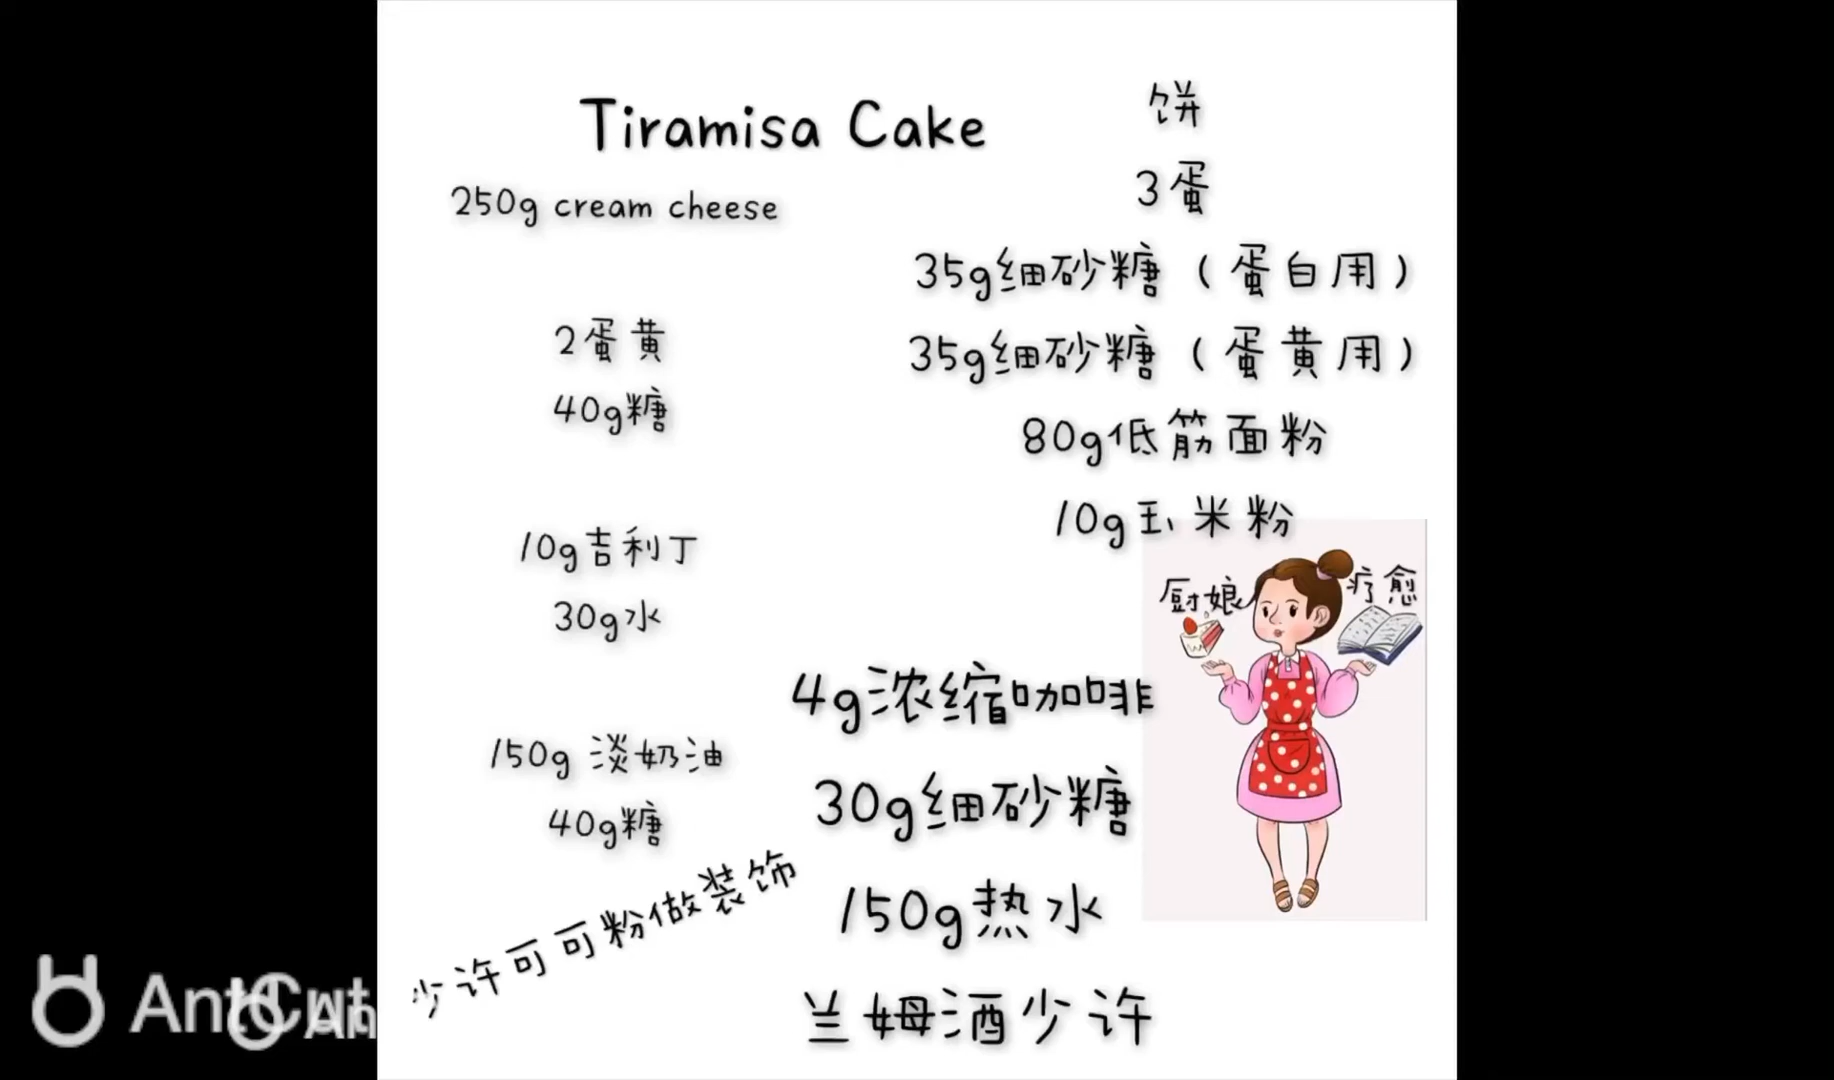 Tiramisa Cake
250g cream cheese
2蛋黄
40g糖
10g吉利丁
30g水
150g 淡奶油
40g糖
少许可可粉做装饰
饼
3蛋
35g细砂糖（蛋白用）
35g细砂糖（蛋黄用）
80g低筋面粉
10g玉米粉
4g浓缩咖啡
30g细砂糖
150g热水
兰姆酒少许
厨娘 疗愈
AntCut
An